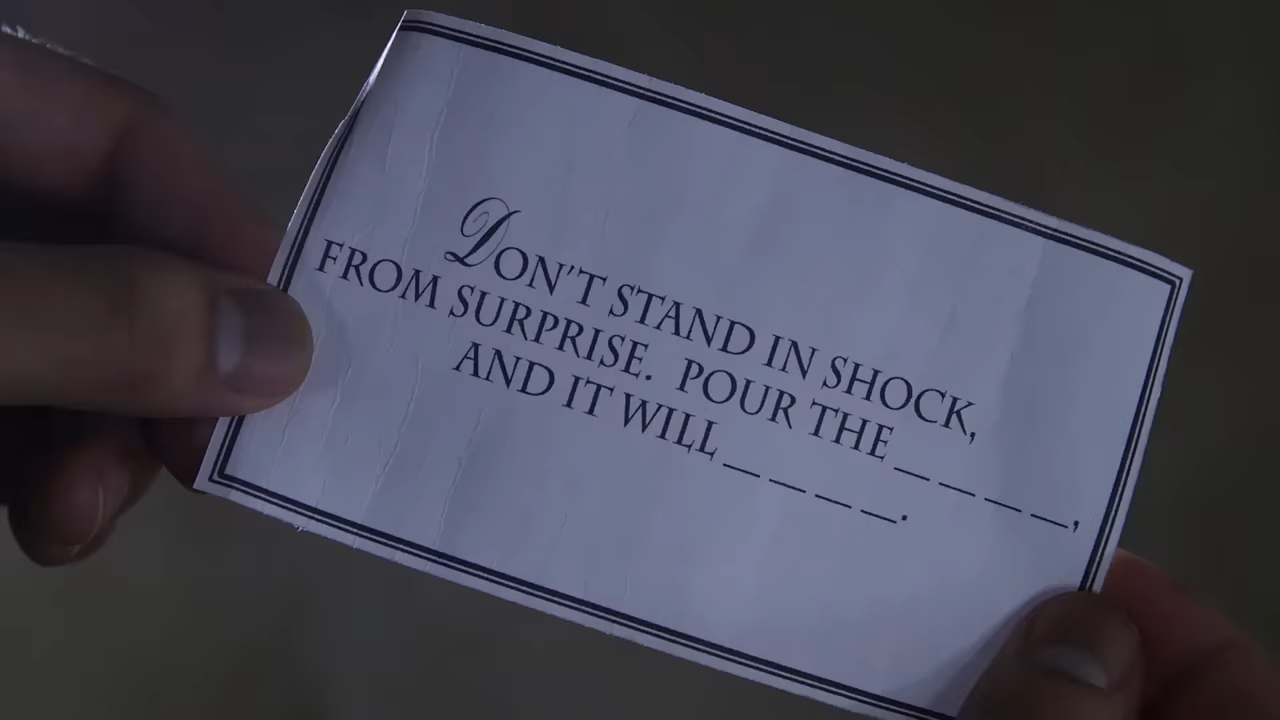 DON'T STAND IN SHOCK,
FROM SURPRISE. POUR THE _ _ _ _,
AND IT WILL _ _ _ _.